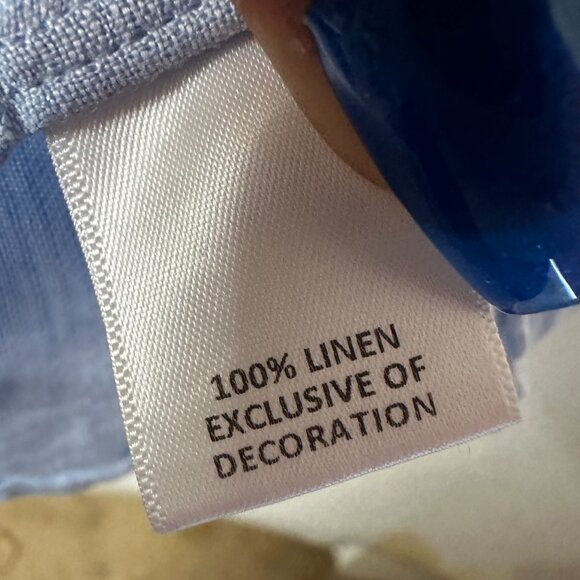 100% LINEN
EXCLUSIVE OF
DECORATION